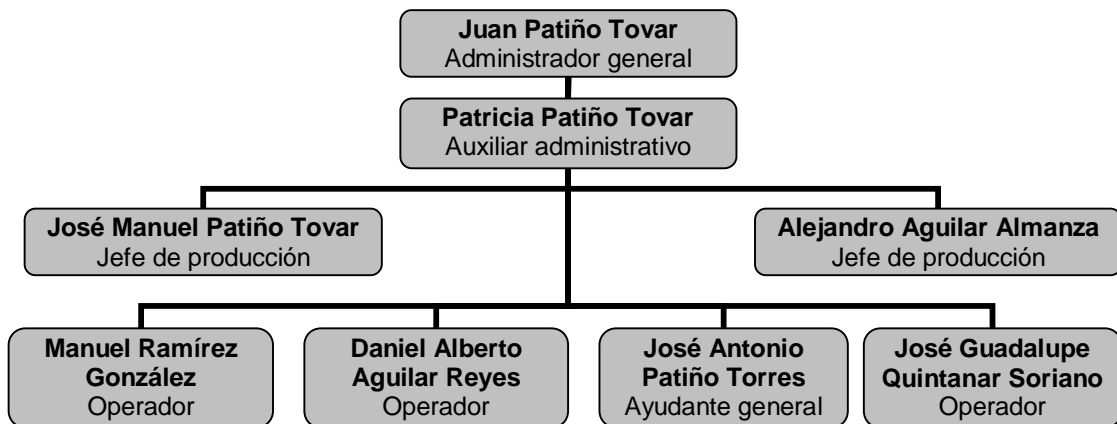 Juan Patiño Tovar
Administrador general
Patricia Patiño Tovar
Auxiliar administrativo
José Manuel Patiño Tovar
Jefe de producción
Alejandro Aguilar Almanza
Jefe de producción
Manuel Ramírez
González
Operador
Daniel Alberto
Aguilar Reyes
Operador
José Antonio
Patiño Torres
Ayudante general
José Guadalupe
Quintanar Soriano
Operador